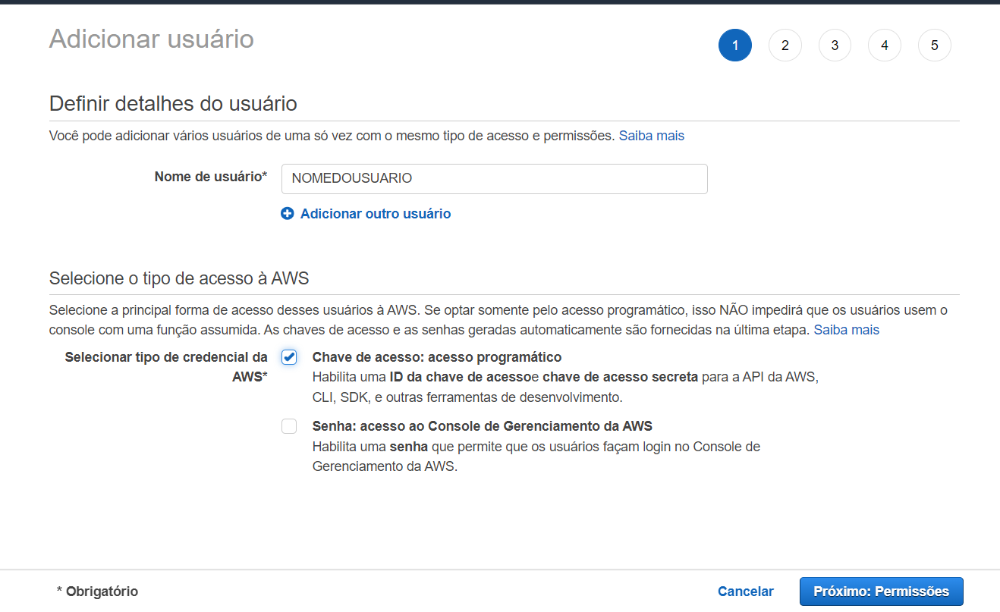 Adicionar usuário
1 2 3 4 5
Definir detalhes do usuário
Você pode adicionar vários usuários de uma só vez com o mesmo tipo de acesso e permissões. Saiba mais
Nome de usuário* NOMEDOUSUARIO
Adicionar outro usuário
Selecione o tipo de acesso à AWS
Selecione a principal forma de acesso desses usuários à AWS. Se optar somente pelo acesso programático, isso NÃO impedirá que os usuários usem o
console com uma função assumida. As chaves de acesso e as senhas geradas automaticamente são fornecidas na última etapa. Saiba mais
Selecionar tipo de credencial da
AWS*
Chave de acesso: acesso programático
Habilita uma ID da chave de acessoe chave de acesso secreta para a API da AWS,
CLI, SDK, e outras ferramentas de desenvolvimento.
Senha: acesso ao Console de Gerenciamento da AWS
Habilita uma senha que permite que os usuários façam login no Console de
Gerenciamento da AWS.
* Obrigatório
Cancelar
Próximo: Permissões